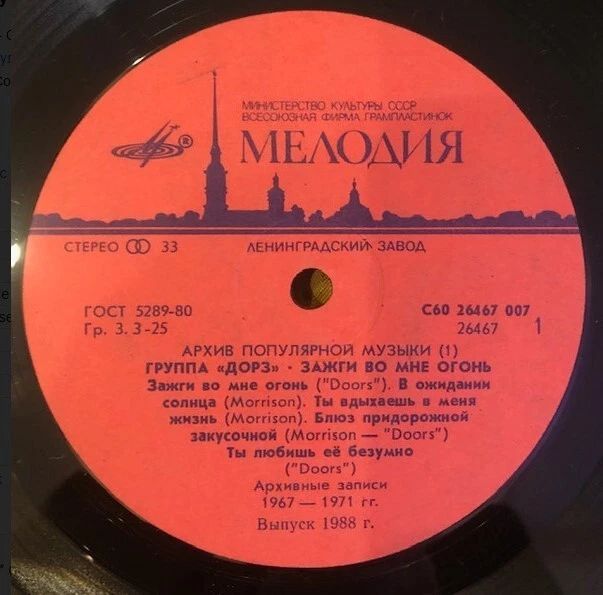 МИНИСТЕРСТВО КУЛЬТУРЫ СССР
ВСЕСОЮЗНАЯ ФИРМА ГРАМПЛАСТИНОК
® МЕЛОДИЯ
СТЕРЕО 33 ЛЕНИНГРАДСКИЙ ЗАВОД
ГОСТ 5289-80 С60 26467 007
Гр. 3. 3-25 26467 1
АРХИВ ПОПУЛЯРНОЙ МУЗЫКИ (1)
ГРУППА «ДОРЗ» · ЗАЖГИ ВО МНЕ ОГОНЬ
Зажги во мне огонь ("Doors"). В ожидании
солнца (Morrison). Ты вдыхаешь в меня
жизнь (Morrison). Блюз придорожной
закусочной (Morrison — "Doors")
Ты любишь её безумно
("Doors")
Архивные записи
1967 — 1971 гг.
Выпуск 1988 г.